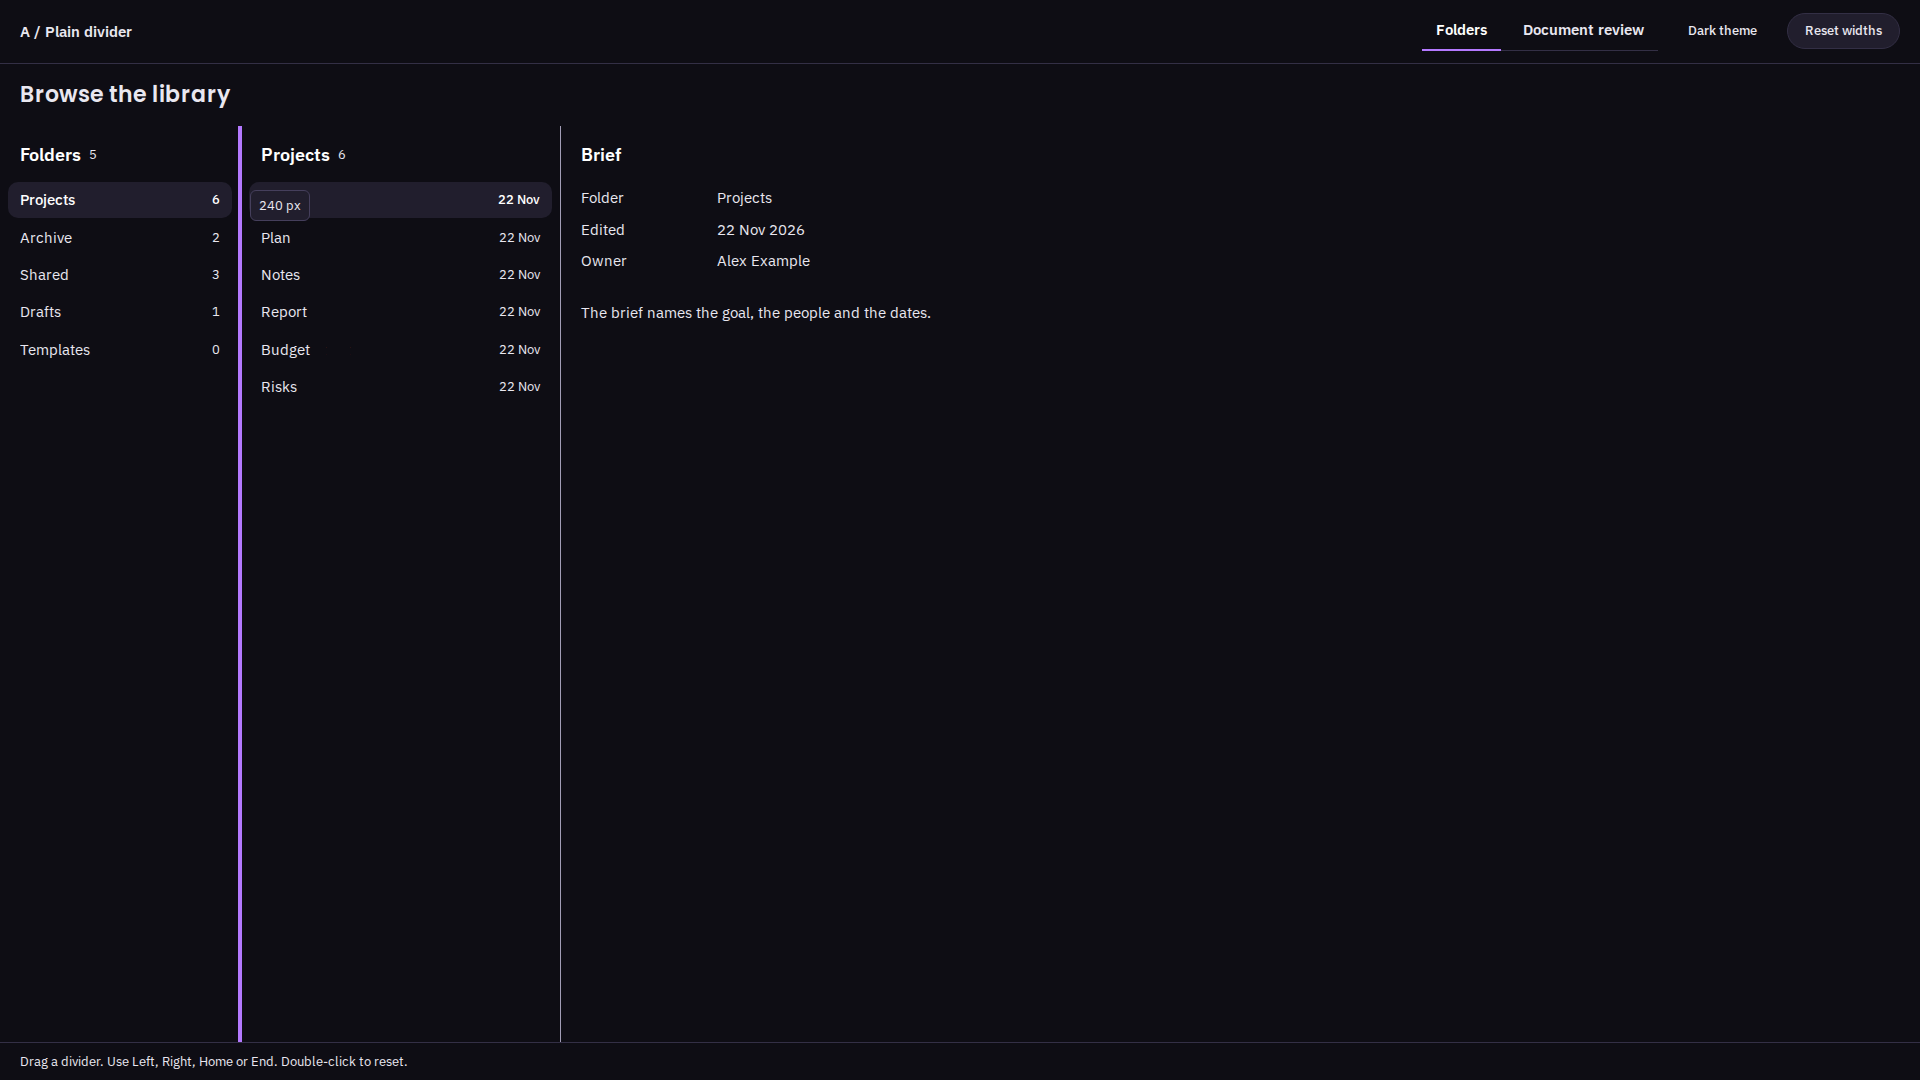 A / Plain divider
Folders
Document review
Dark theme
Reset widths
Browse the library
Folders 5
Projects 6
Archive 2
Shared 3
Drafts 1
Templates 0
Projects 6
22 Nov
240 px
Plan 22 Nov
Notes 22 Nov
Report 22 Nov
Budget 22 Nov
Risks 22 Nov
Brief
Folder Projects
Edited 22 Nov 2026
Owner Alex Example
The brief names the goal, the people and the dates.
Drag a divider. Use Left, Right, Home or End. Double-click to reset.